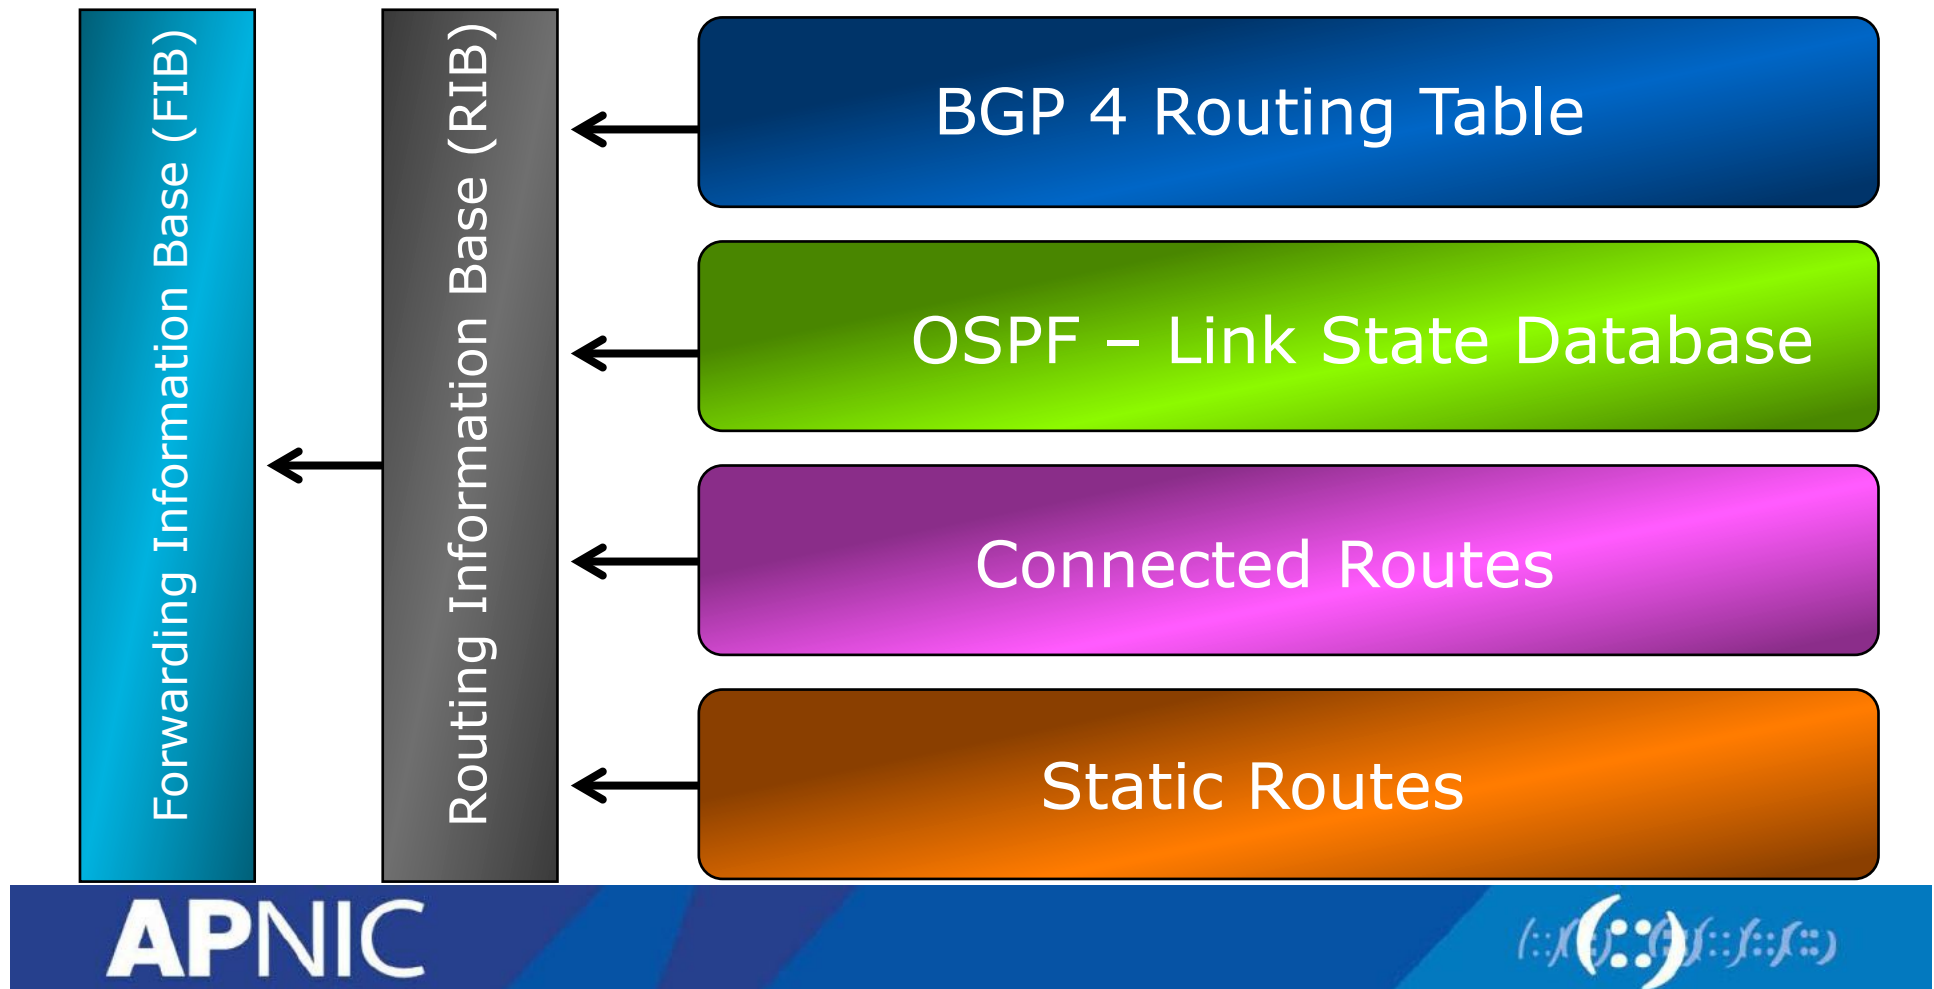 Forwarding Information Base (FIB)
Routing Information Base (RIB)
BGP 4 Routing Table
OSPF – Link State Database
Connected Routes
Static Routes
APNIC
(::)